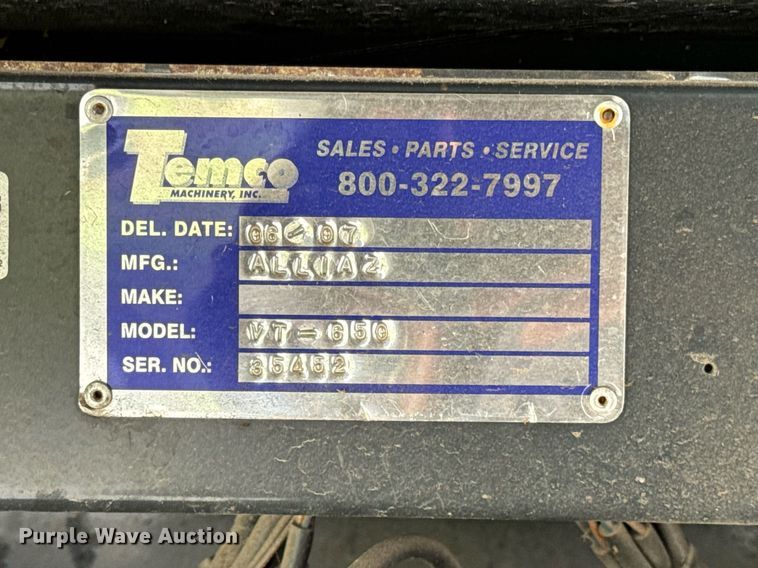 Temco
MACHINERY, INC.
SALES • PARTS • SERVICE
800-322-7997
DEL. DATE: 06/07
MFG.: ALLIAZ
MAKE:
MODEL: VT-650
SER. NO.: 35462
Purple Wave Auction